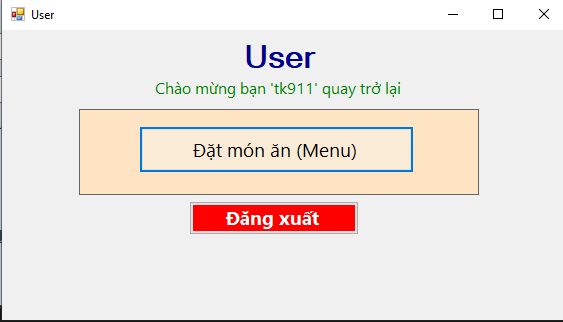 User
User
Chào mừng bạn 'tk911' quay trở lại
Đặt món ăn (Menu)
Đăng xuất